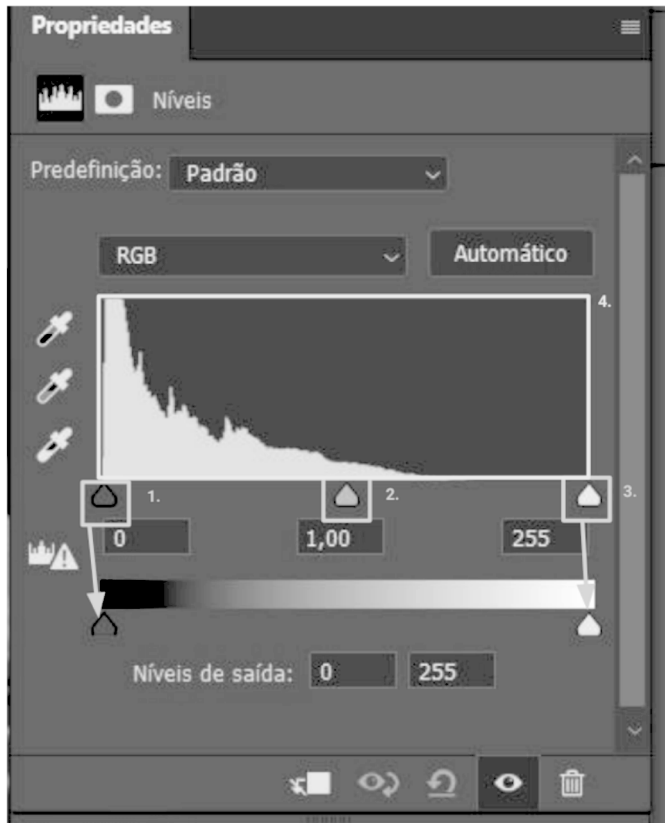 Propriedades
Níveis
Predefinição: Padrão
RGB Automático
4.
1. 2. 3.
0 1,00 255
Níveis de saída: 0 255